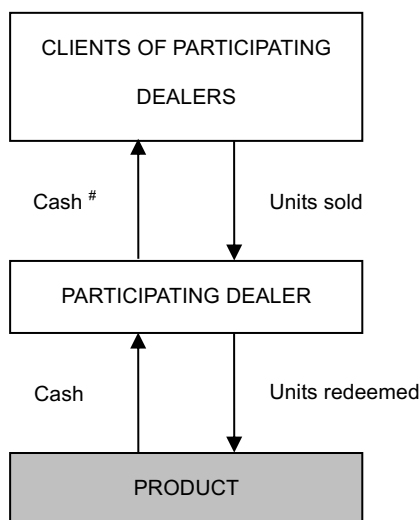 CLIENTS OF PARTICIPATING
DEALERS
Cash #
Units sold
PARTICIPATING DEALER
Cash
Units redeemed
PRODUCT